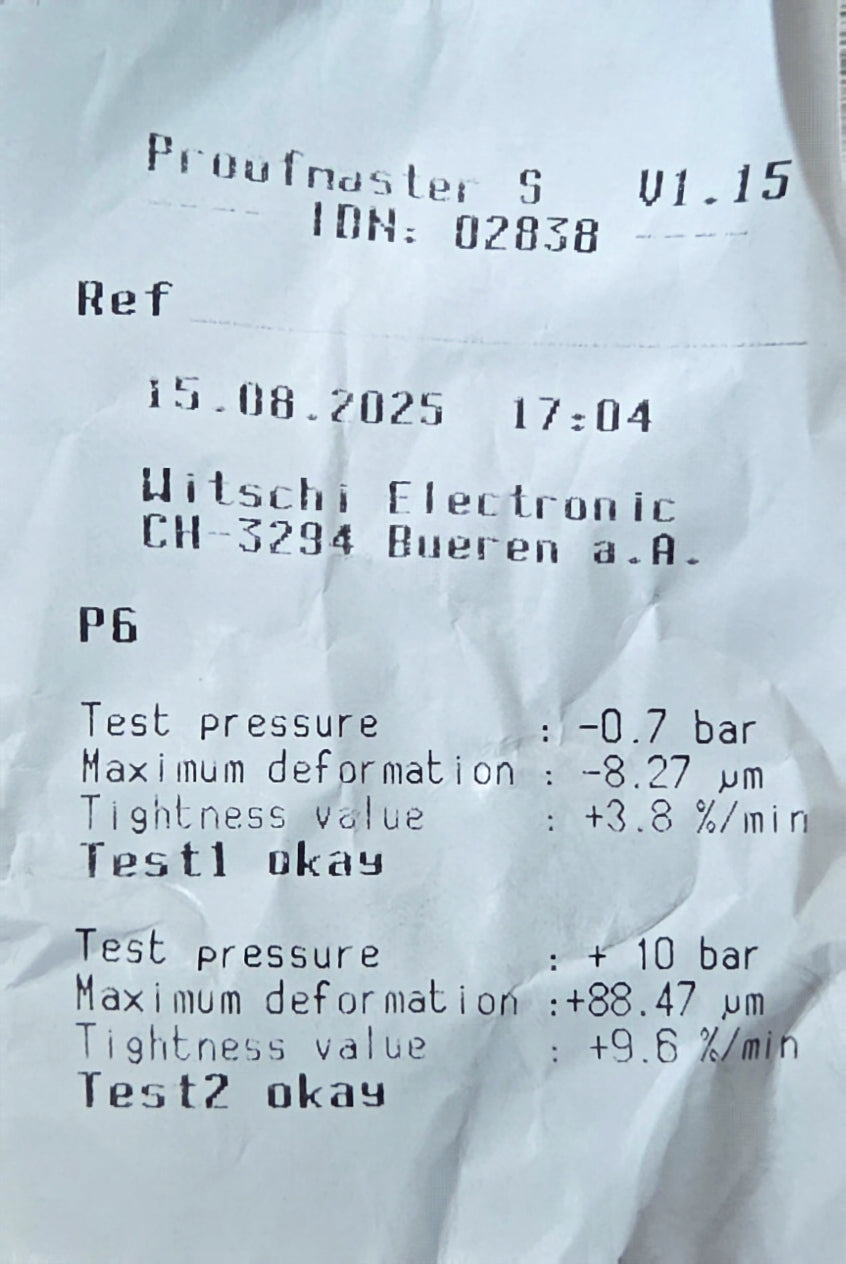 Proofmaster S V1.15
IDN: 02838
Ref
15.08.2025 17:04
Witschi Electronic
CH-3294 Bueren a.A.
P6
Test pressure : -0.7 bar
Maximum deformation : -8.27 µm
Tightness value : +3.8 %/min
Test1 okay
Test pressure : + 10 bar
Maximum deformation :+88.47 µm
Tightness value : +9.6 %/min
Test2 okay